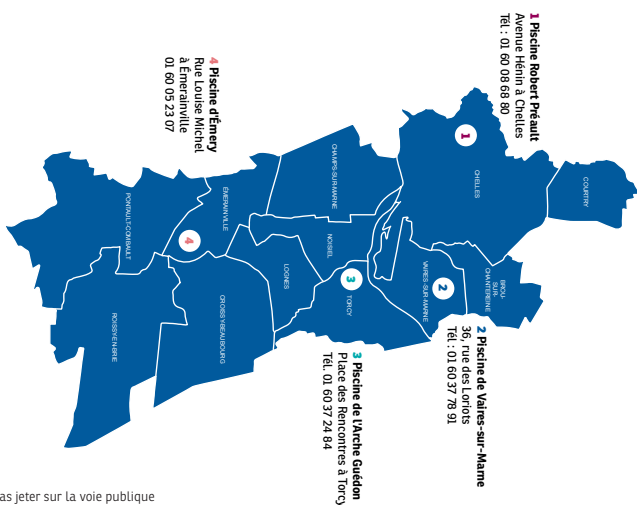 1 Piscine Robert Préault
Avenue Hénin à Chelles
Tél : 01 60 08 68 80
4 Piscine d'Émery
Rue Louise Michel
à Émerainville
01 60 05 23 07
COURTRY
1
CHELLES
BROU-
SUR-
CHANTEREINE
2
VAIRES-SUR-MARNE
CHAMPS-SUR-MARNE
NOISIEL
3
TORCY
LOGNES
ÉMERAINVILLE
4
CROISSY-BEAUBOURG
PONTAULT-COMBAULT
ROISSY-EN-BRIE
2 Piscine de Vaires-sur-Marne
36, rue des Loriots
Tél : 01 60 37 78 91
3 Piscine de l'Arche Guédon
Place des Rencontres à Torcy
Tél. 01 60 37 24 84
as jeter sur la voie publique